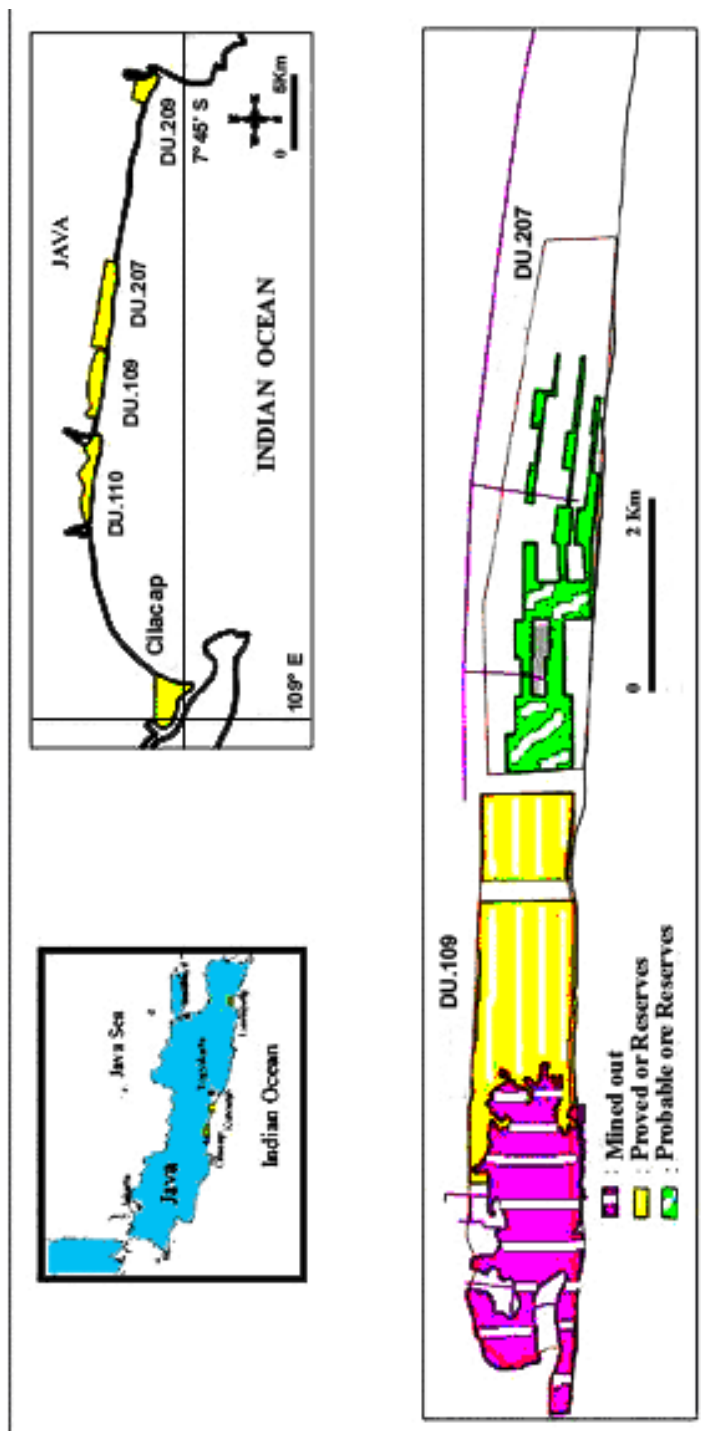 Java Sea
Java
Indian Ocean
JAVA
DU.110
DU.109
DU.207
DU.209
7° 45' S
Cilacap
0
5Km
INDIAN OCEAN
109° E
DU.109
DU.207
: Mined out
: Proved or Reserves
: Probable ore Reserves
0
2 Km